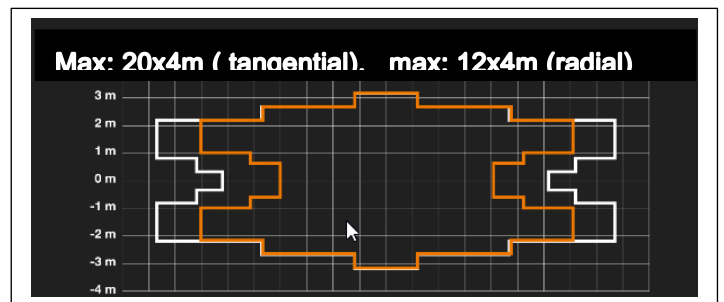 Max: 20x4m ( tangential), max: 12x4m (radial)
3 m
2 m
1 m
0 m
-1 m
-2 m
-3 m
-4 m